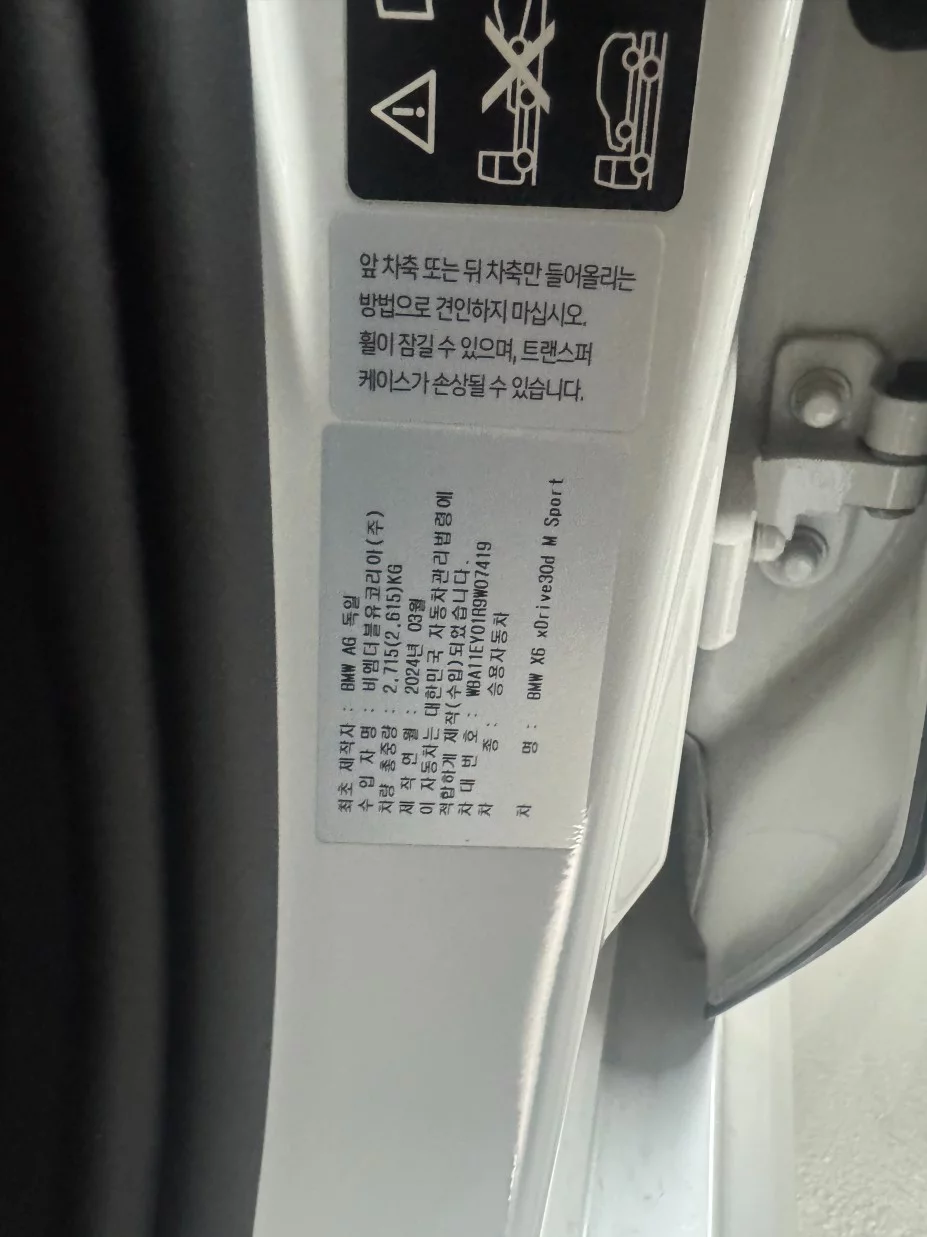 앞 차축 또는 뒤 차축만 들어올리는
방법으로 견인하지 마십시오.
휠이 잠길 수 있으며, 트랜스퍼
케이스가 손상될 수 있습니다.
최초 제작자 : BMW AG 독일
수입 자명 : 비엠더블유코리아(주)
차량 총중량 : 2,715(2,615)KG
제 작 연 월 : 2024년 03월
이 자동차는 대한민국 자동차관리법령에
적합하게 제작(수입)되었습니다.
차 대 번 호 : WBA11EY01R9W07419
차 종 : 승용자동차
차 명 : BMW X6 xDrive30d M Sport